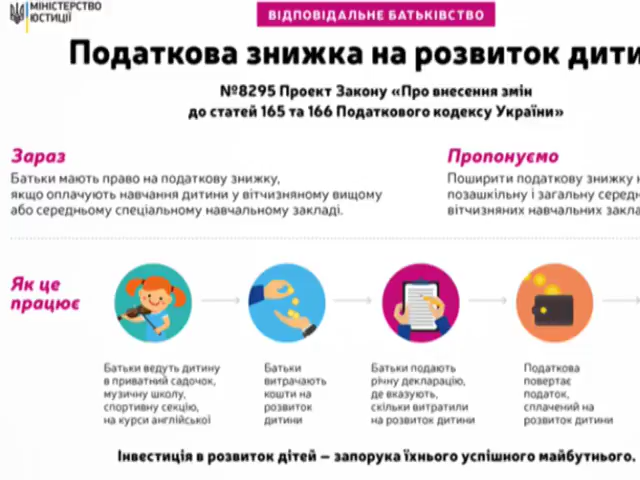 МІНІСТЕРСТВО
ЮСТИЦІЇ
ВІДПОВІДАЛЬНЕ БАТЬКІВСТВО
Податкова знижка на розвиток дити
№8295 Проект Закону «Про внесення змін
до статей 165 та 166 Податкового кодексу України»
Зараз
Батьки мають право на податкову знижку,
якщо оплачують навчання дитини у вітчизняному вищому
або середньому спеціальному навчальному закладі.
Пропонуємо
Поширити податкову знижку н
позашкільну і загальну середн
вітчизняних навчальних закла
Як це
працює
Батьки ведуть дитину
в приватний садочок,
музичну школу,
спортивну секцію,
на курси англійської
Батьки
витрачають
кошти на
розвиток
дитини
Батьки подають
річну декларацію,
де вказують,
скільки витратили
на розвиток дитини
Податкова
повертає
податок,
сплачений на
розвиток дитини
Інвестиція в розвиток дітей – запорука їхнього успішного майбутнього.